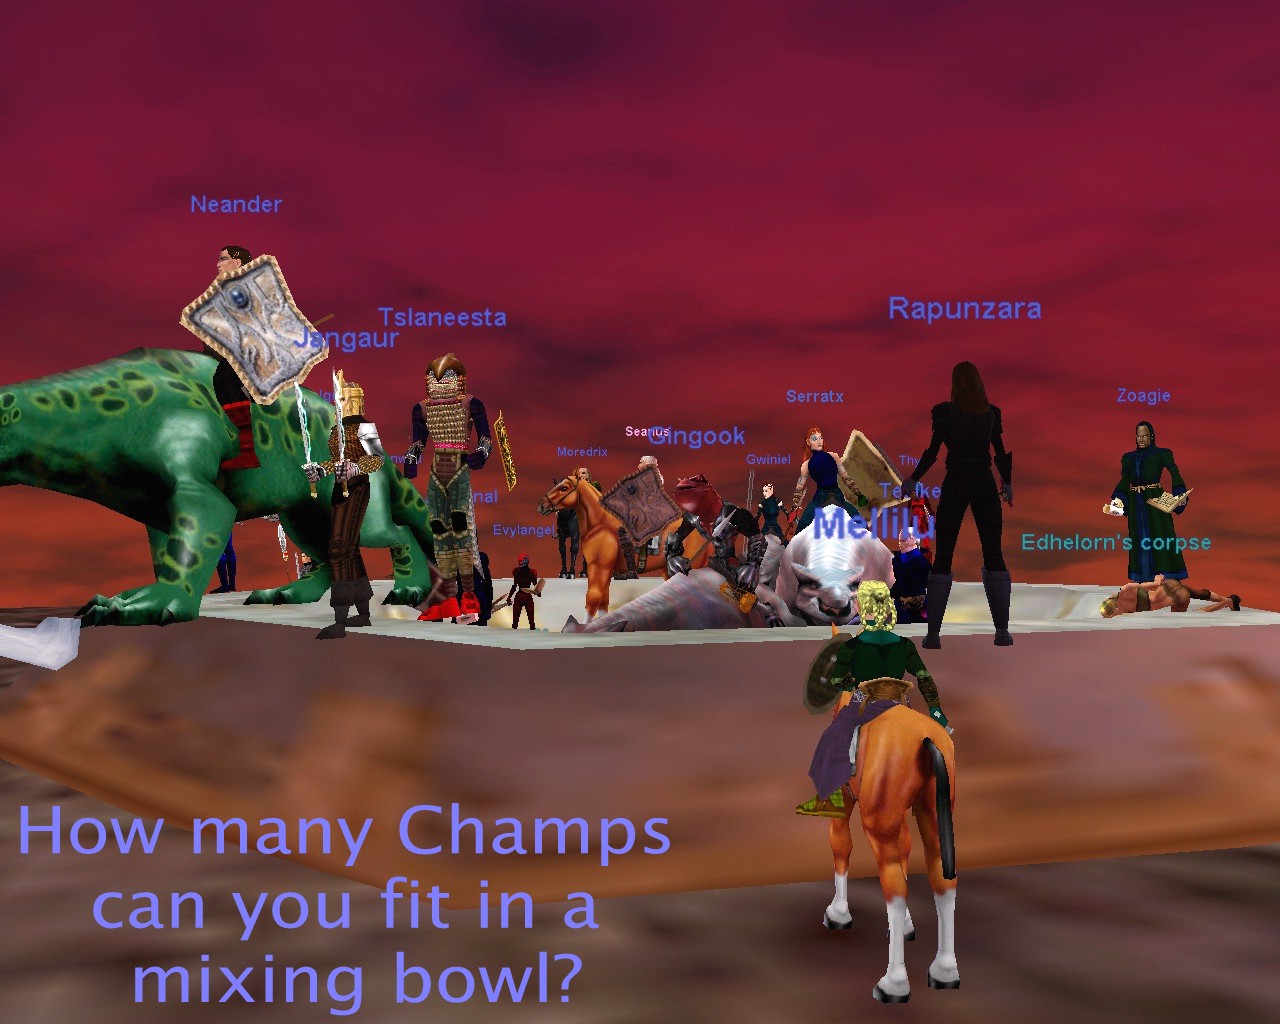 Neander
Tslaneesta
Jangaur
Rapunzara
Serratx
Zoagie
Seanus
Gingook
Moredrix
Gwiniel
Evylangel
Mellilu
Edhelorn's corpse
How many Champs
can you fit in a
mixing bowl?